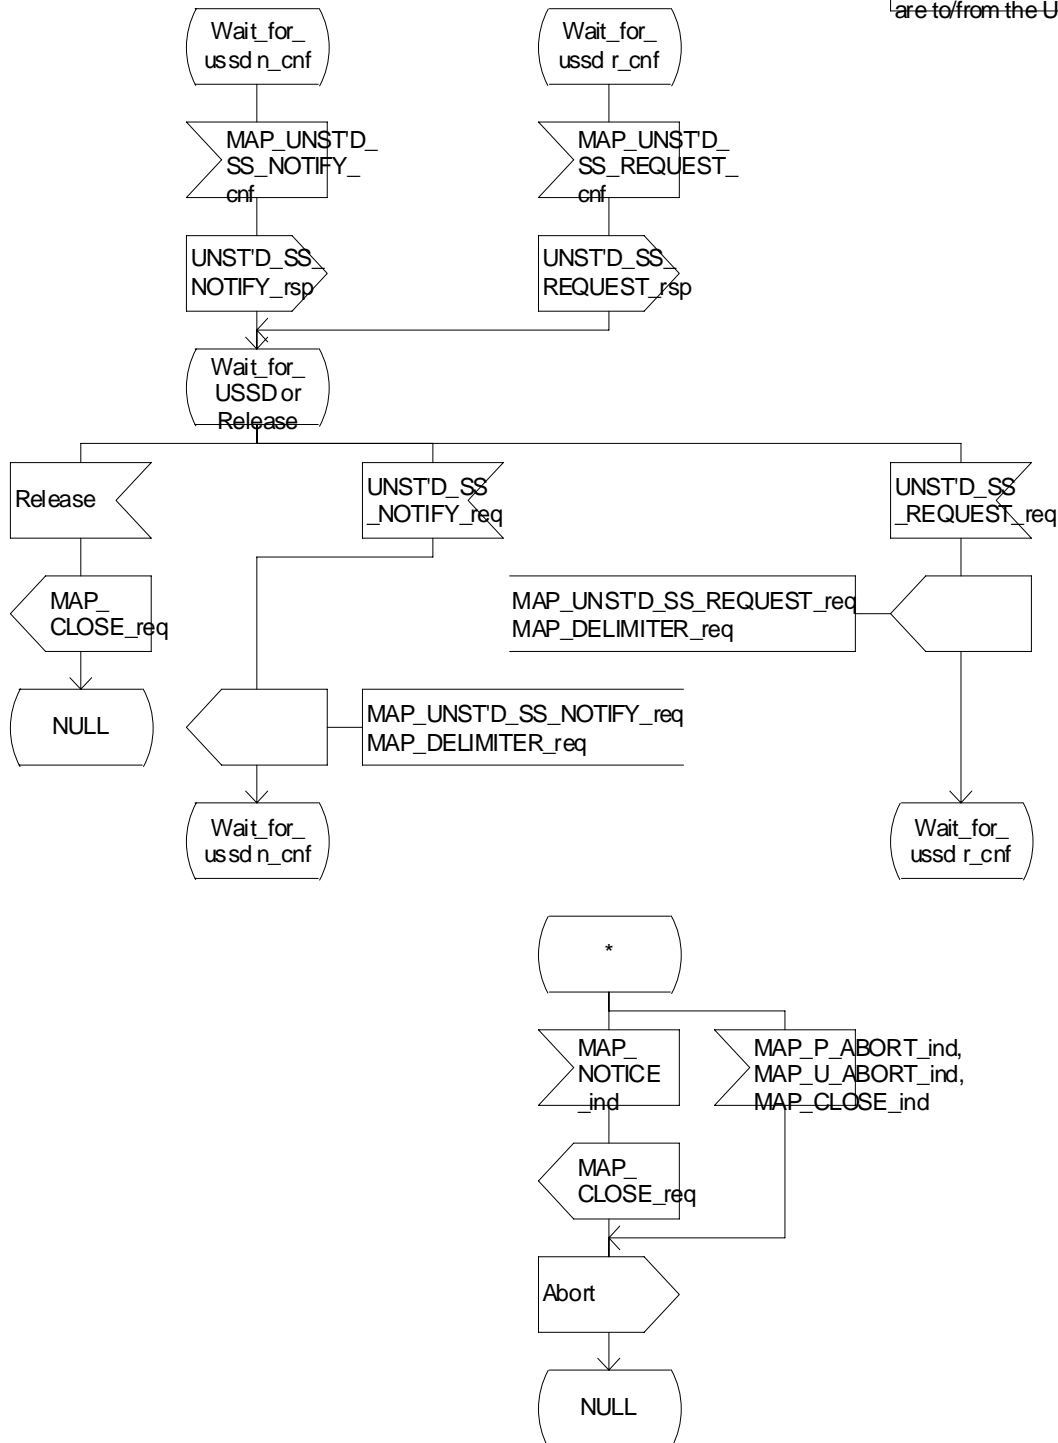 are to/from the U
Wait_for_
ussd n_cnf
Wait_for_
ussd r_cnf
MAP_UNST'D_
SS_NOTIFY_
cnf
MAP_UNST'D_
SS_REQUEST_
cnf
UNST'D_SS_
NOTIFY_rsp
UNST'D_SS_
REQUEST_rsp
Wait_for_
USSD or
Release
Release
UNST'D_SS
_NOTIFY_req
UNST'D_SS
_REQUEST_req
MAP_
CLOSE_req
MAP_UNST'D_SS_REQUEST_req
MAP_DELIMITER_req
NULL
MAP_UNST'D_SS_NOTIFY_req
MAP_DELIMITER_req
Wait_for_
ussd n_cnf
Wait_for_
ussd r_cnf
*
MAP_
NOTICE
_ind
MAP_P_ABORT_ind,
MAP_U_ABORT_ind,
MAP_CLOSE_ind
MAP_
CLOSE_req
Abort
NULL